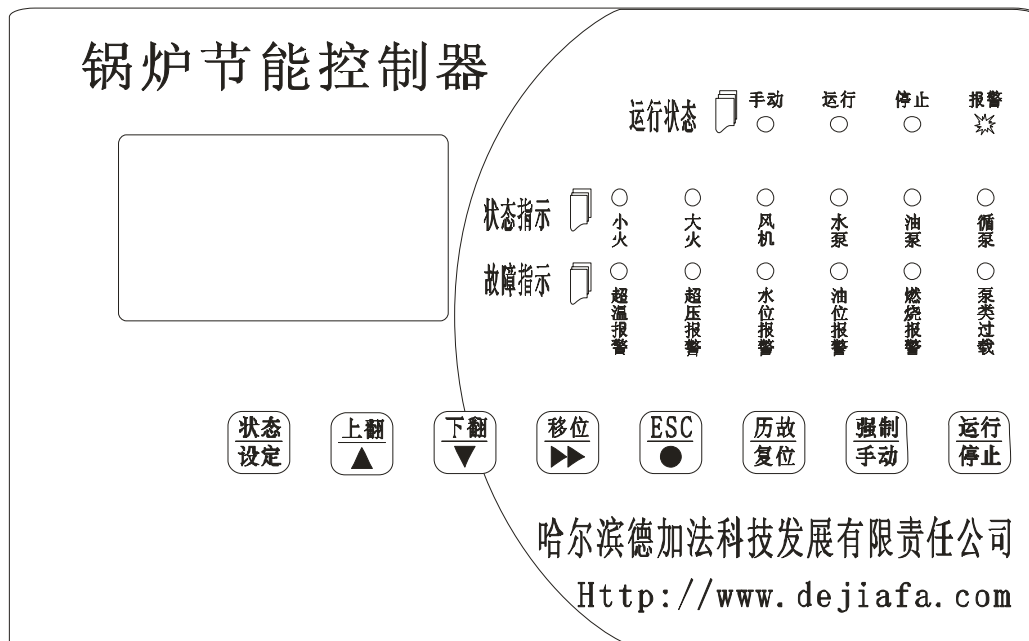 锅炉节能控制器
运行状态 手动 运行 停止 报警
状态指示 小火 大火 风机 水泵 油泵 循泵
故障指示 超温报警 超压报警 水位报警 油位报警 燃烧报警 泵类过载
状态 上翻 下翻 移位 ESC 历故 强制 运行
设定 复位 手动 停止
哈尔滨德加法科技发展有限责任公司
Http://www.dejiafa.com